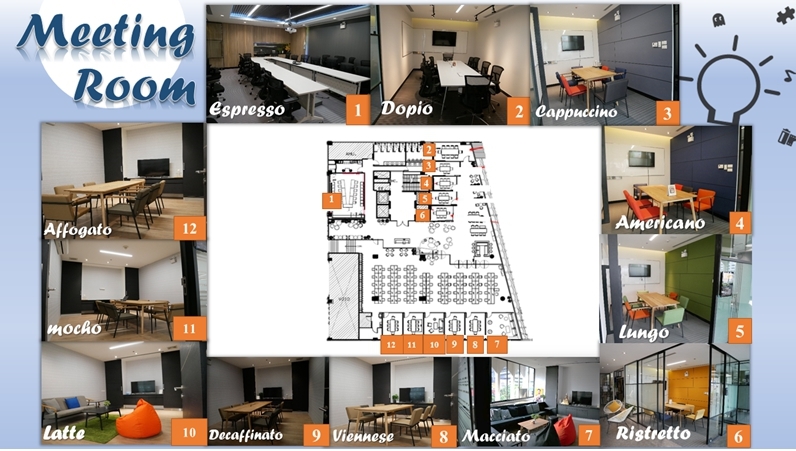 Meeting
Room
Espresso 1
Dopio 2
Cappuccino 3
Affogato 12
Americano 4
mocho 11
Lungo 5
Latte 10
Decaffinato 9
Viennese 8
Macciato 7
Ristretto 6
1
2
3
4
5
6
12 11 10 9 8 7